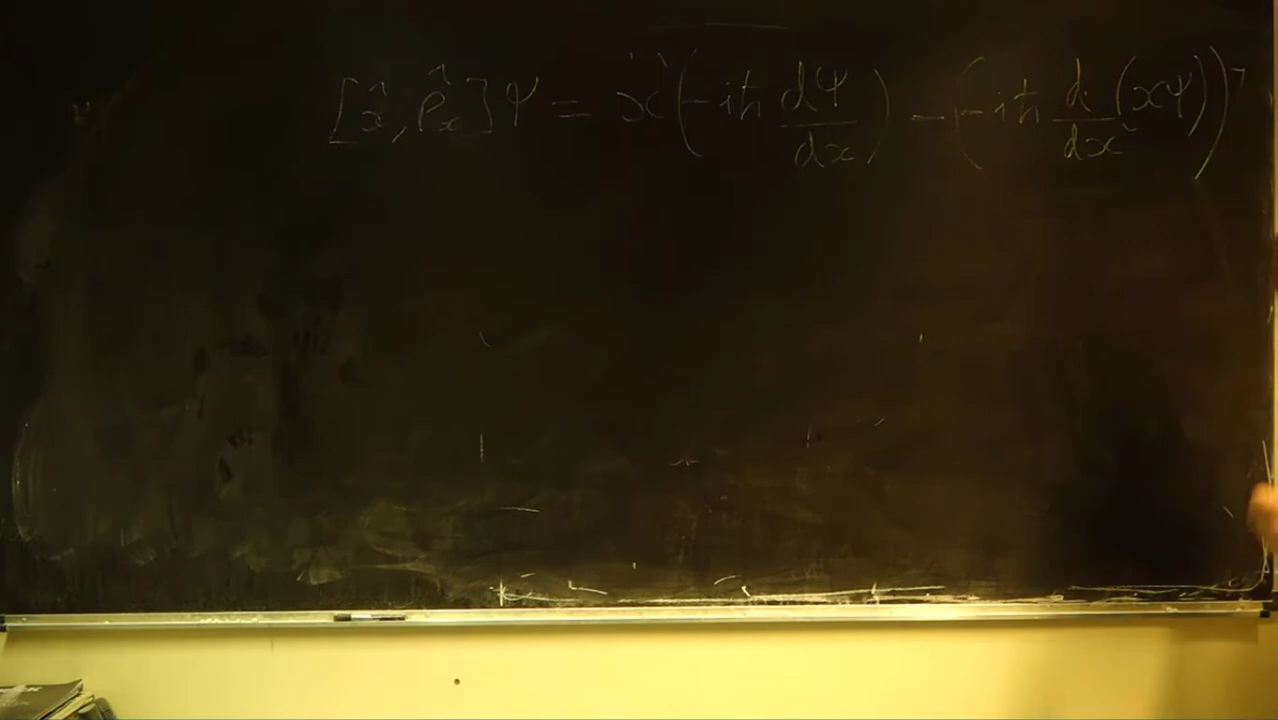 [x̂, p̂ₓ]Ψ = x(-iℏ dΨ/dx) - (-iℏ d/dx (xΨ))